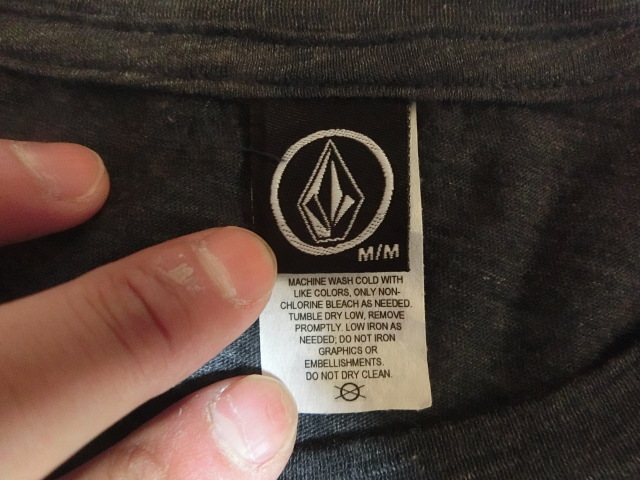 M/M
MACHINE WASH COLD WITH
LIKE COLORS, ONLY NON-
CHLORINE BLEACH AS NEEDED.
TUMBLE DRY LOW, REMOVE
PROMPTLY. LOW IRON AS
NEEDED; DO NOT IRON
GRAPHICS OR
EMBELLISHMENTS.
DO NOT DRY CLEAN.